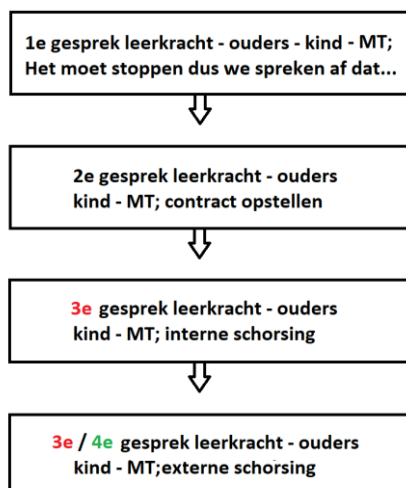 1e gesprek leerkracht - ouders - kind - MT;
Het moet stoppen dus we spreken af dat...
2e gesprek leerkracht - ouders
kind - MT; contract opstellen
3e gesprek leerkracht - ouders
kind - MT; interne schorsing
3e / 4e gesprek leerkracht - ouders
kind - MT;externe schorsing